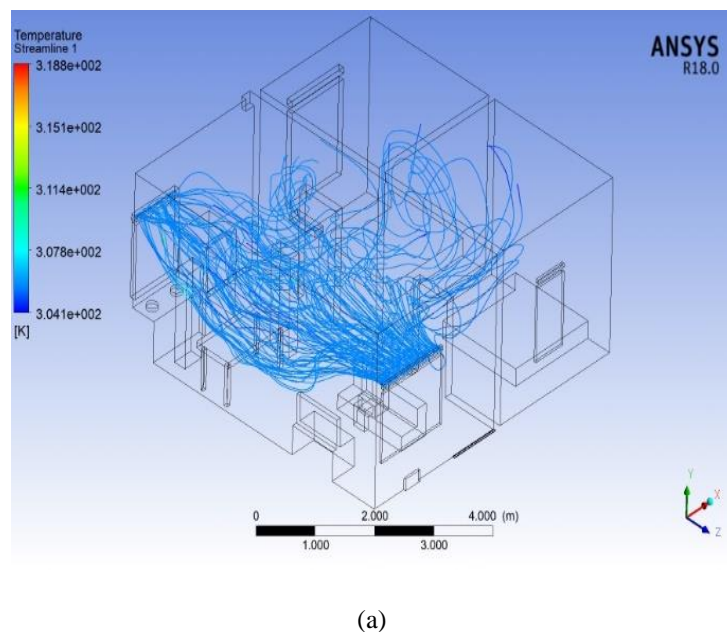 Temperature
Streamline 1
3.188e+002
3.151e+002
3.114e+002
3.078e+002
3.041e+002
[K]
ANSYS
R18.0
0 2.000 4.000 (m)
1.000 3.000
Y
X
Z
(a)